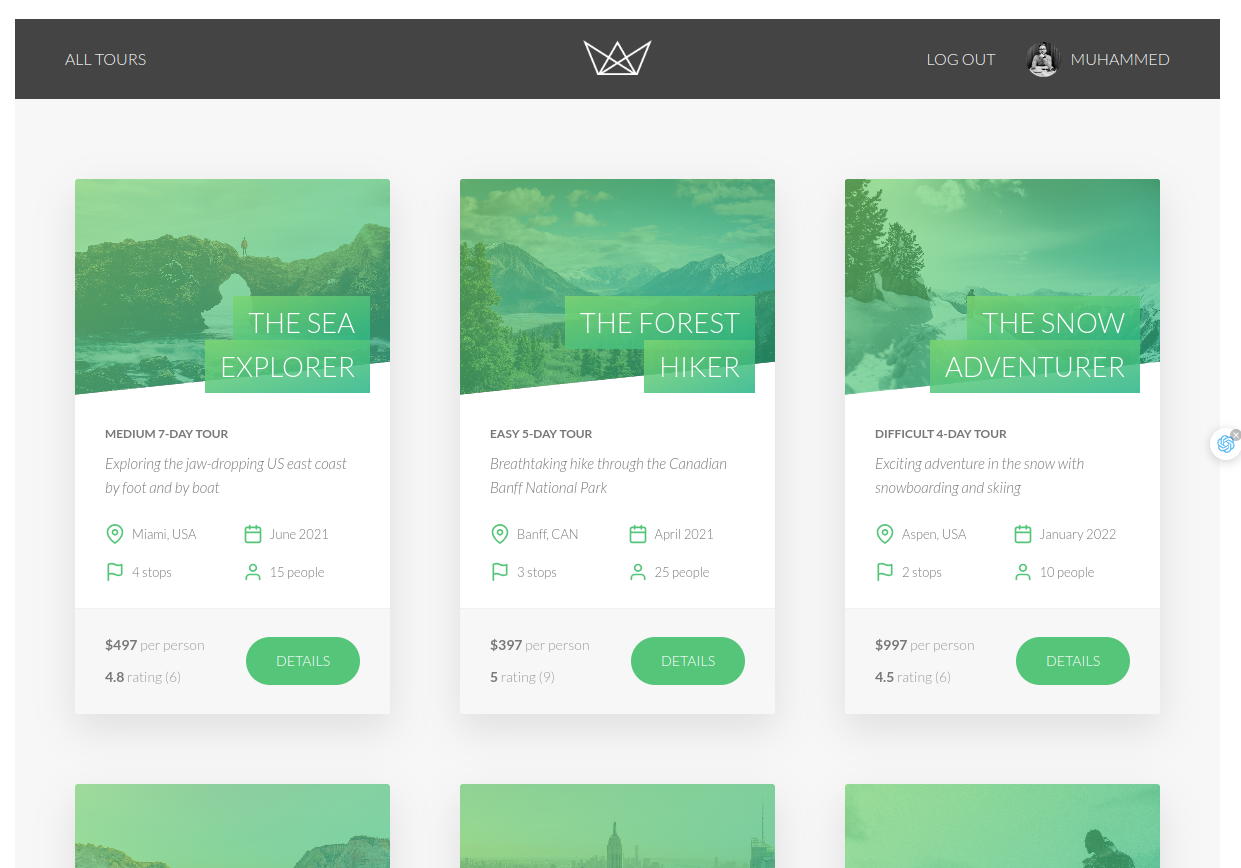 ALL TOURS
LOG OUT
MUHAMMED
THE SEA
EXPLORER
MEDIUM 7-DAY TOUR
Exploring the jaw-dropping US east coast
by foot and by boat
Miami, USA
June 2021
4 stops
15 people
$497 per person
4.8 rating (6)
DETAILS
THE FOREST
HIKER
EASY 5-DAY TOUR
Breathtaking hike through the Canadian
Banff National Park
Banff, CAN
April 2021
3 stops
25 people
$397 per person
5 rating (9)
DETAILS
THE SNOW
ADVENTURER
DIFFICULT 4-DAY TOUR
Exciting adventure in the snow with
snowboarding and skiing
Aspen, USA
January 2022
2 stops
10 people
$997 per person
4.5 rating (6)
DETAILS